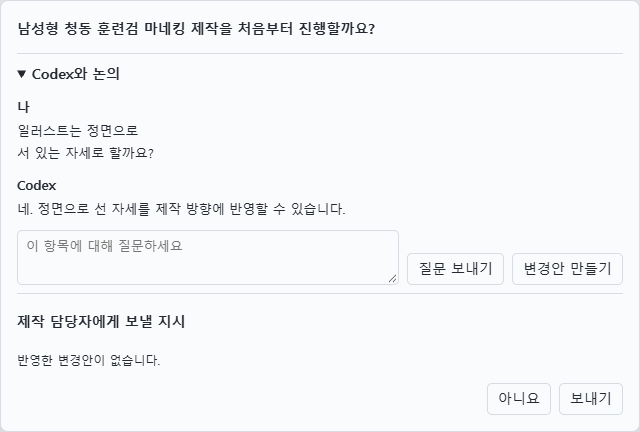 남성형 청동 훈련검 마네킹 제작을 처음부터 진행할까요?
▼ Codex와 논의
나
일러스트는 정면으로
서 있는 자세로 할까요?
Codex
네. 정면으로 선 자세를 제작 방향에 반영할 수 있습니다.
이 항목에 대해 질문하세요
질문 보내기
변경안 만들기
제작 담당자에게 보낼 지시
반영한 변경안이 없습니다.
아니요
보내기